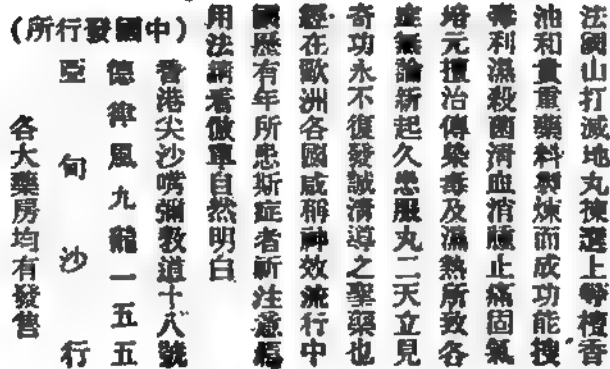 法國山打滅地丸揀選上等檀香
油和貴重藥料製煉而成功能搜
毒利濕殺菌清血消腫止痛固氣
培元擅治傳染毒及濕熱所致各
症無論新起久患服丸二天立見
奇功永不復發誠清導之聖藥也
經在歐洲各國咸稱神效流行中
國歷有年所患斯症者祈注意焉
用法請看倣單自然明白
(中國發行所)
香港尖沙嘴彌敦道十八號
德律風九龍一五五
亞旬沙行
各大藥房均有發售